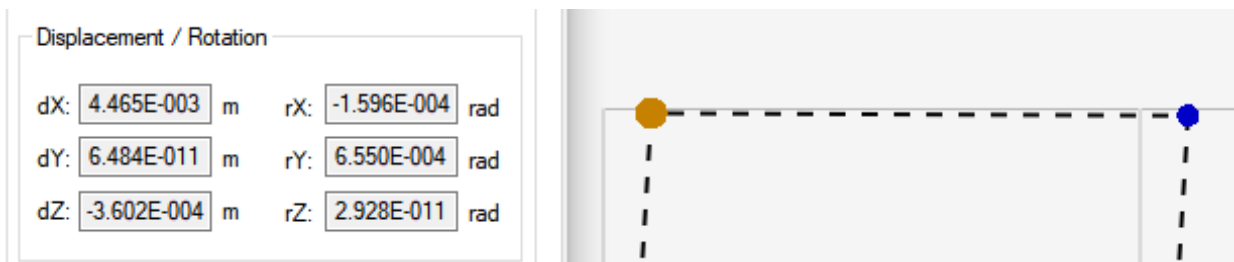 Displacement / Rotation
dX: 4.465E-003 m rX: -1.596E-004 rad
dY: 6.484E-011 m rY: 6.550E-004 rad
dZ: -3.602E-004 m rZ: 2.928E-011 rad